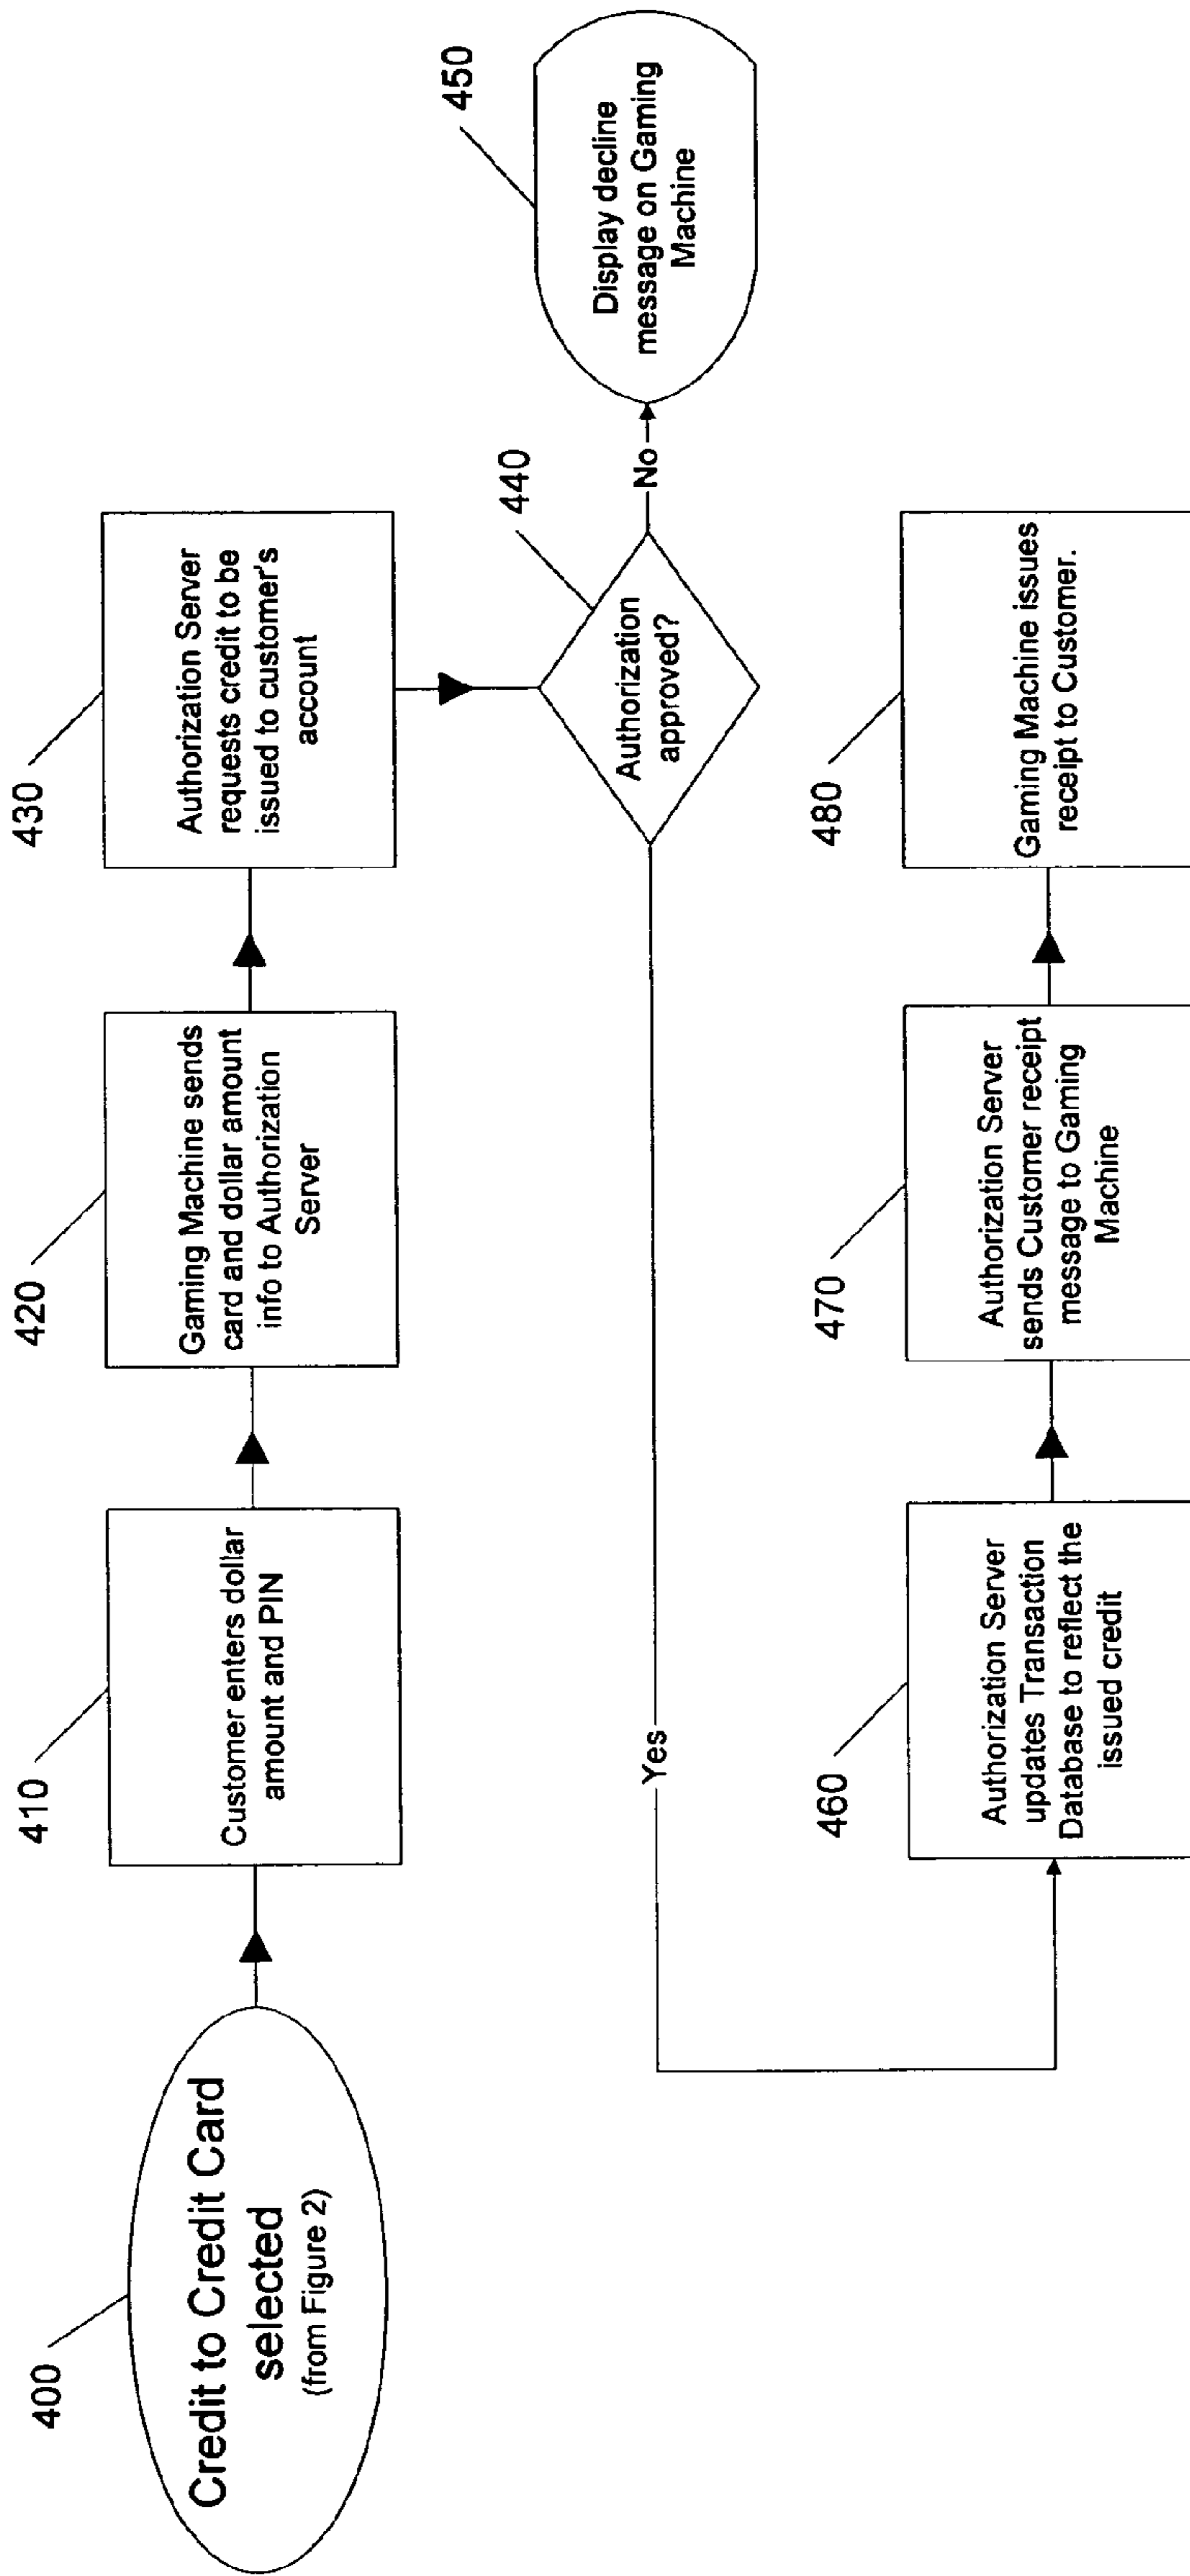 400
Credit to Credit Card
selected
(from Figure 2)
410
Customer enters dollar
amount and PIN
420
Gaming Machine sends
card and dollar amount
info to Authorization
Server
430
Authorization Server
requests credit to be
issued to customer's
account
440
Authorization
approved?
No
450
Display decline
message on Gaming
Machine
Yes
460
Authorization Server
updates Transaction
Database to reflect the
issued credit
470
Authorization Server
sends Customer receipt
message to Gaming
Machine
480
Gaming Machine issues
receipt to Customer.